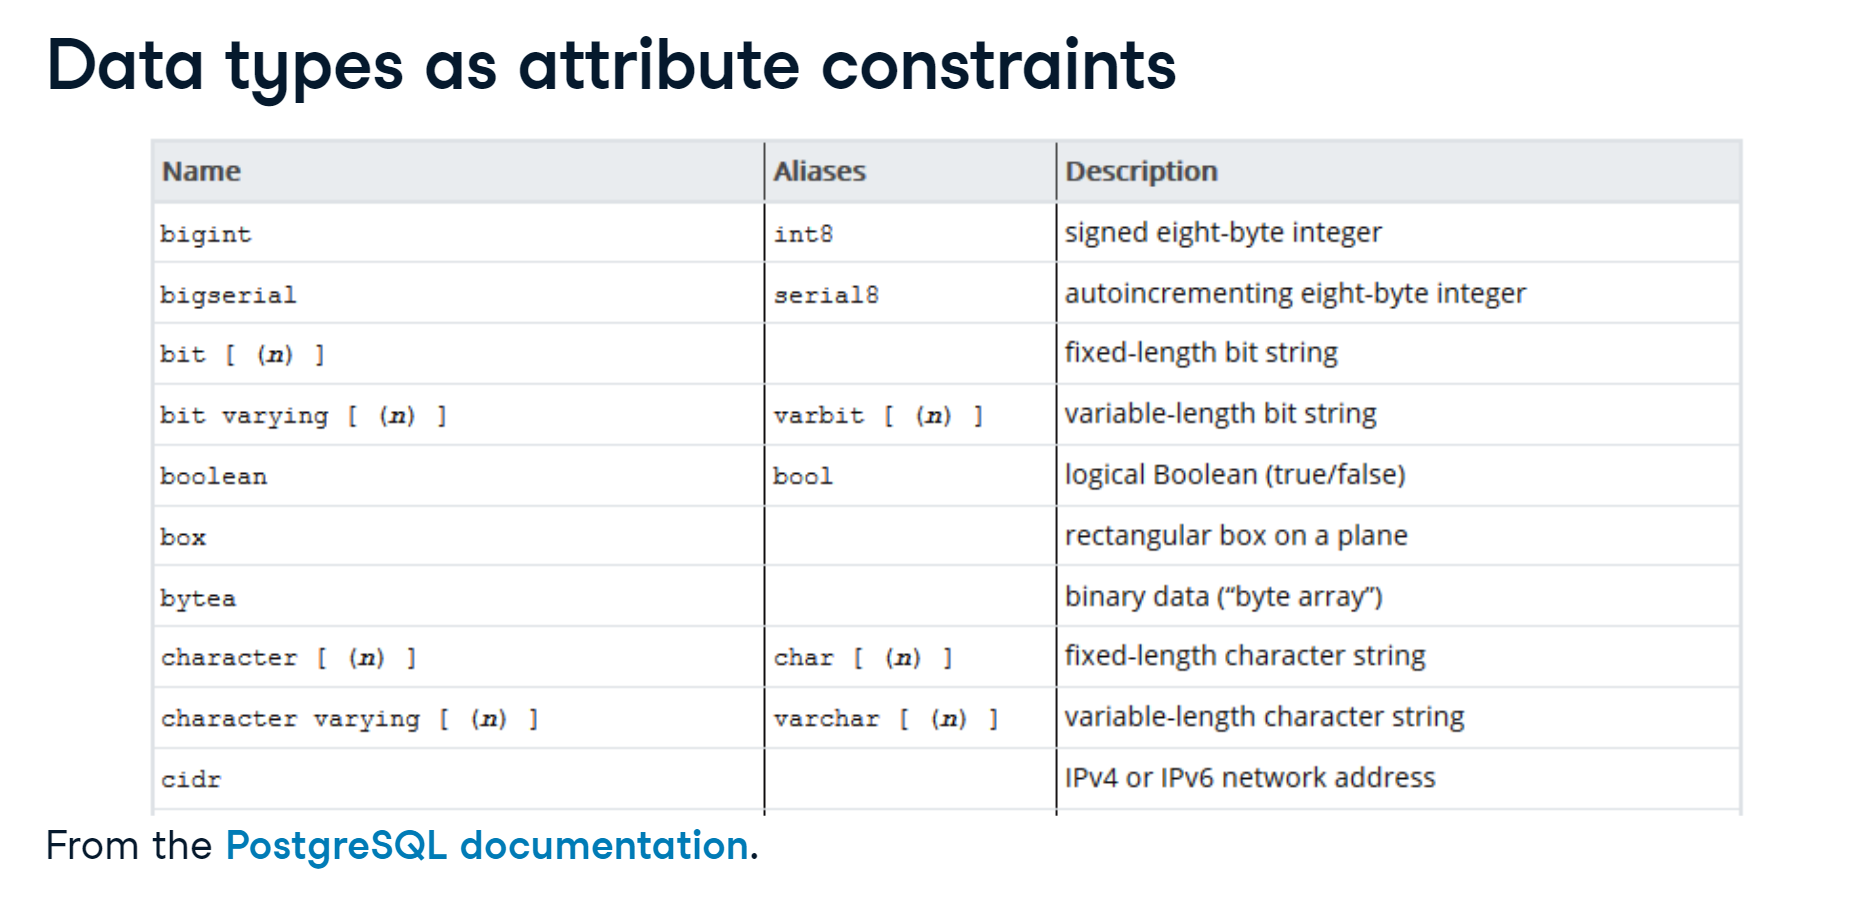 Data types as attribute constraints
Name Aliases Description
bigint int8 signed eight-byte integer
bigserial serial8 autoincrementing eight-byte integer
bit [ (n) ] fixed-length bit string
bit varying [ (n) ] varbit [ (n) ] variable-length bit string
boolean bool logical Boolean (true/false)
box rectangular box on a plane
bytea binary data (“byte array”)
character [ (n) ] char [ (n) ] fixed-length character string
character varying [ (n) ] varchar [ (n) ] variable-length character string
cidr IPv4 or IPv6 network address
From the PostgreSQL documentation.